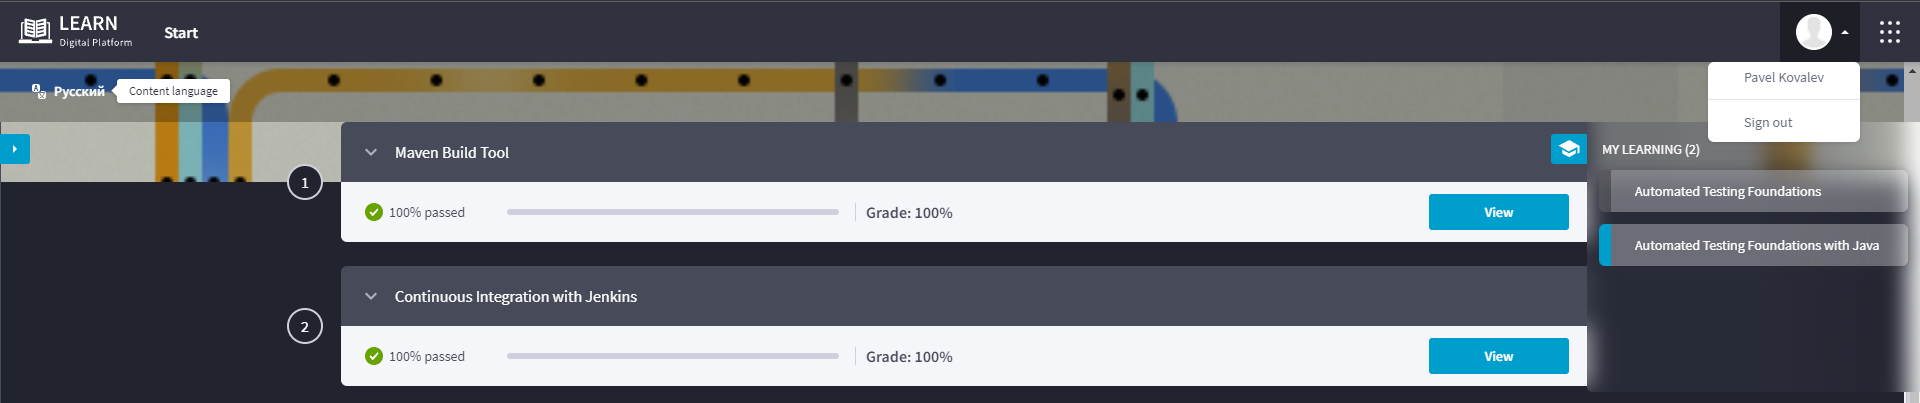 LEARN
Digital Platform
Start
Pavel Kovalev
Sign out
Русский
Content language
1
Maven Build Tool
100% passed
Grade: 100%
View
2
Continuous Integration with Jenkins
100% passed
Grade: 100%
View
MY LEARNING (2)
Automated Testing Foundations
Automated Testing Foundations with Java